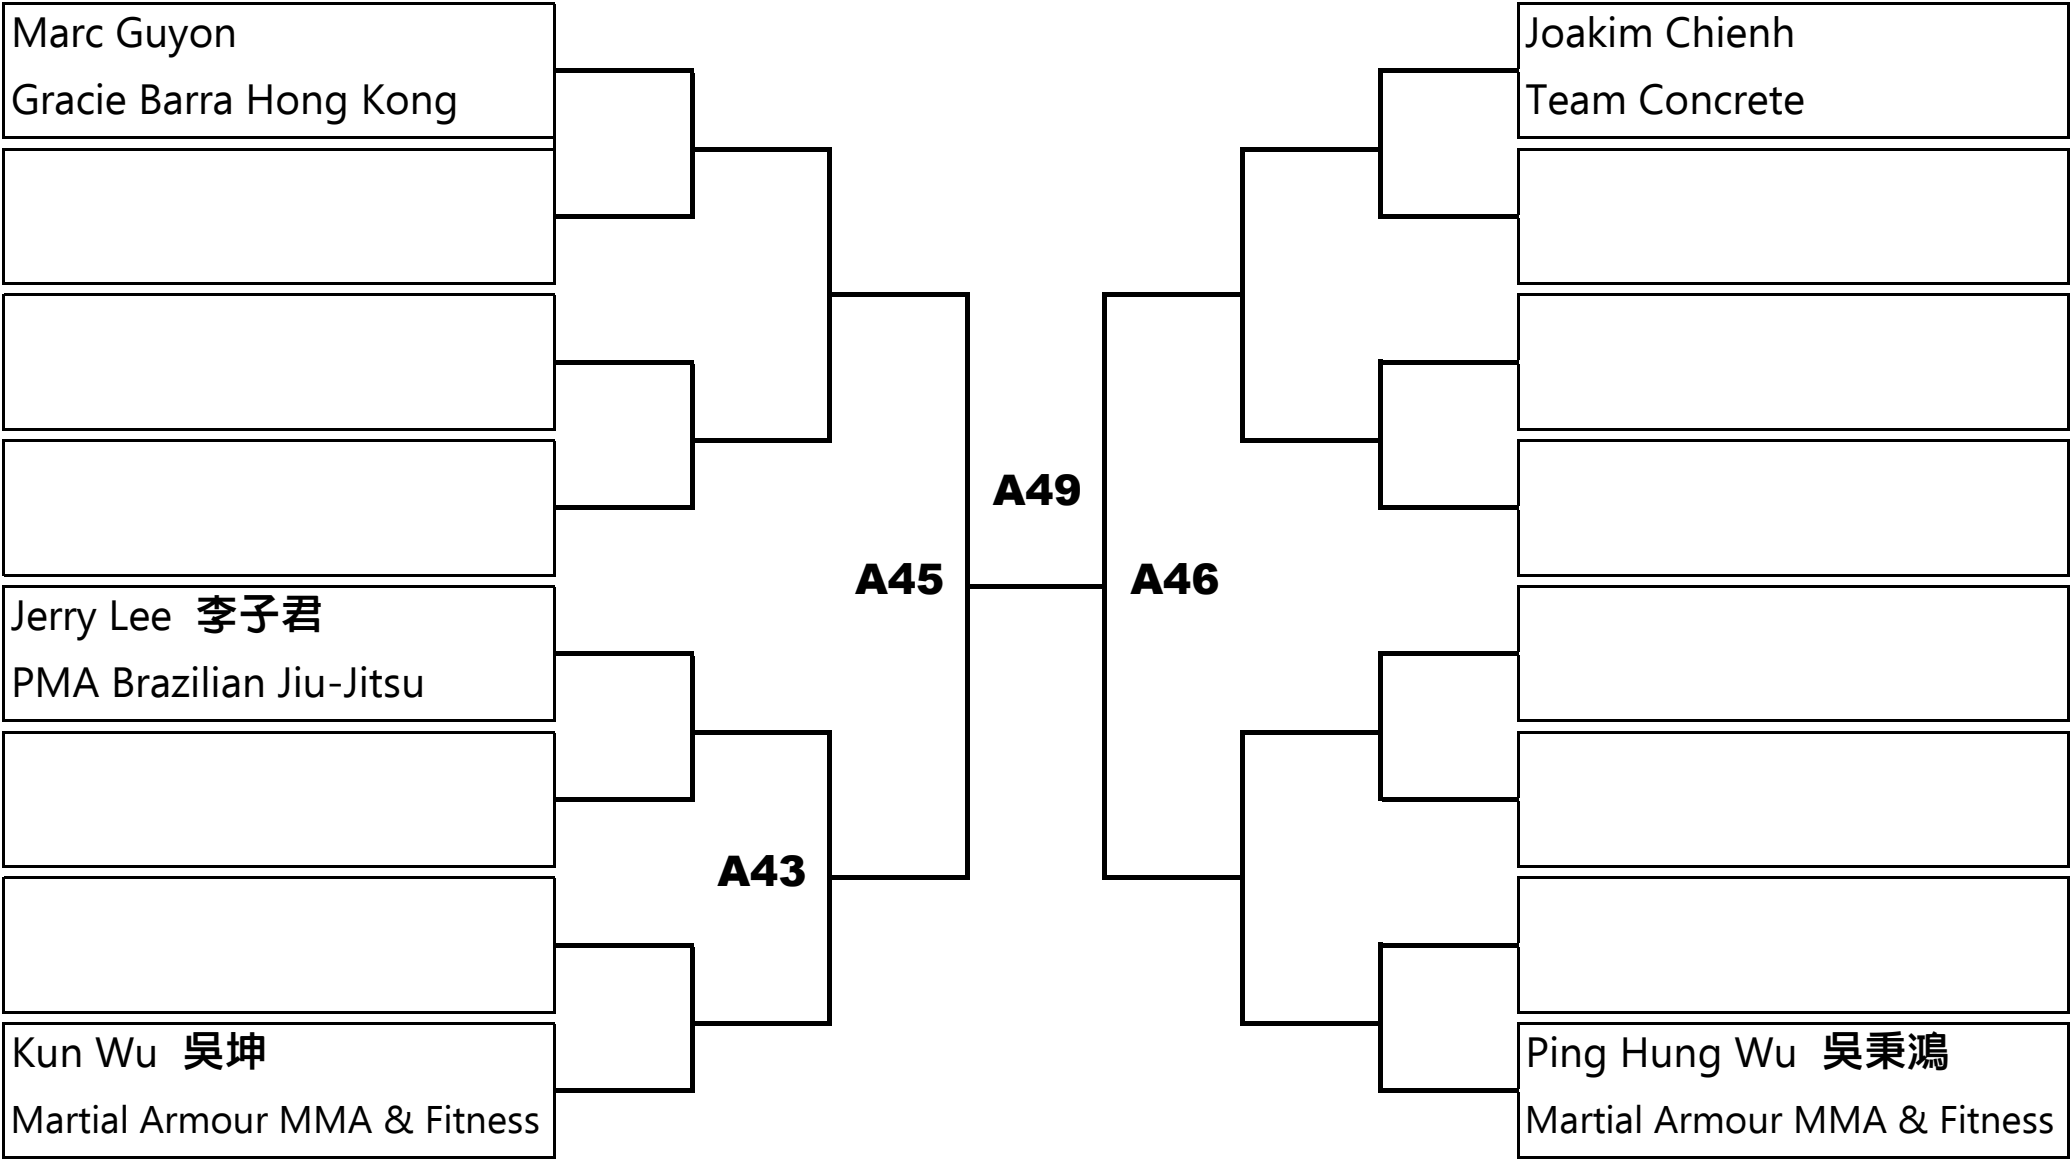 Marc Guyon
Gracie Barra Hong Kong
Jerry Lee 李子君
PMA Brazilian Jiu-Jitsu
Kun Wu 吳坤
Martial Armour MMA & Fitness
A43
A45
A49
A46
Joakim Chienh
Team Concrete
Ping Hung Wu 吳秉鴻
Martial Armour MMA & Fitness